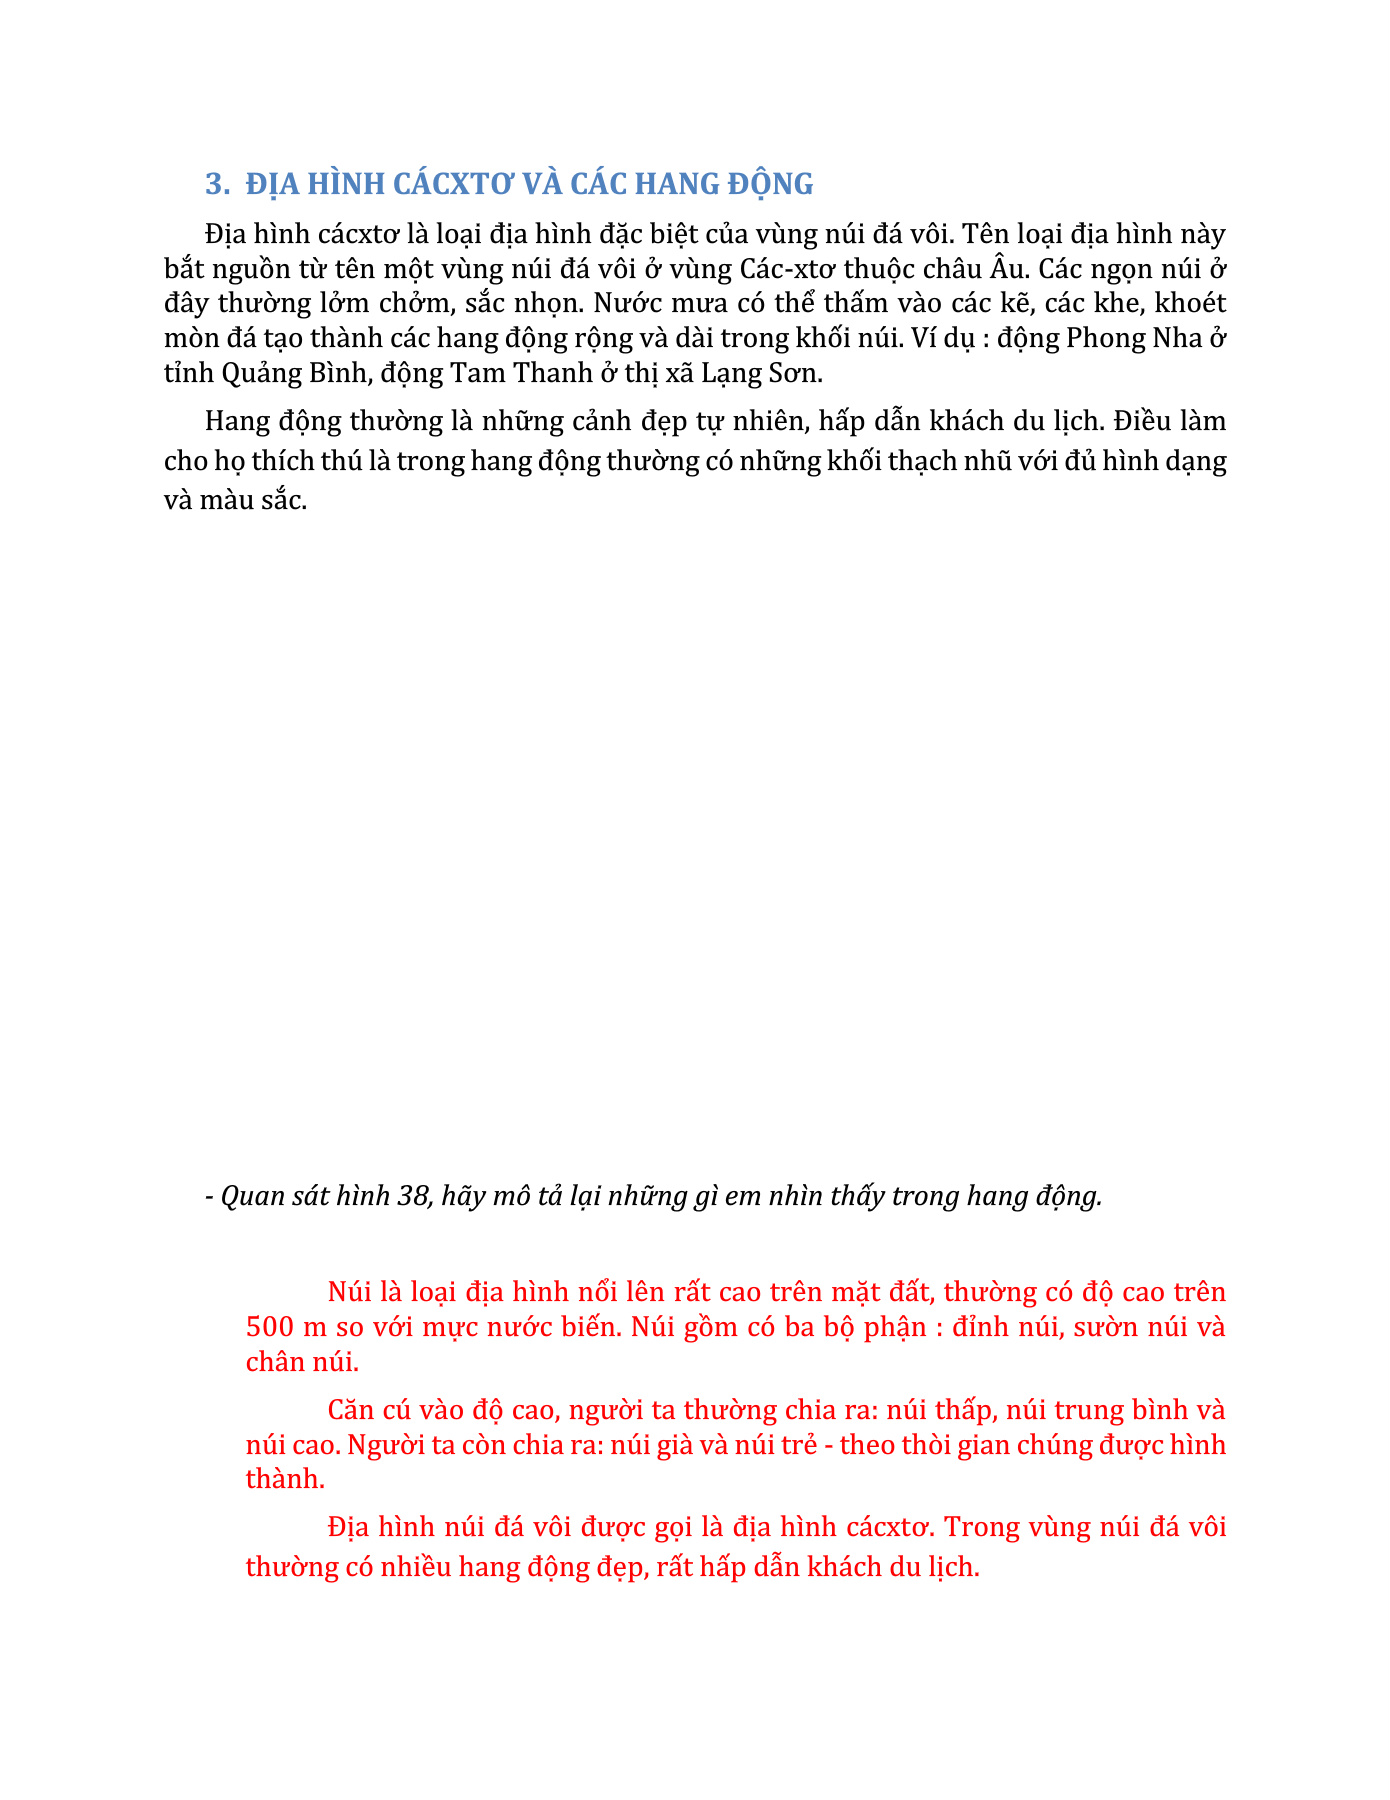 3. ĐỊA HÌNH CÁCXTƠ VÀ CÁC HANG ĐỘNG
Địa hình cácxtơ là loại địa hình đặc biệt của vùng núi đá vôi. Tên loại địa hình này
bắt nguồn từ tên một vùng núi đá vôi ở vùng Các-xtơ thuộc châu Âu. Các ngọn núi ở
đây thường lởm chởm, sắc nhọn. Nước mưa có thể thấm vào các kẽ, các khe, khoét
mòn đá tạo thành các hang động rộng và dài trong khối núi. Ví dụ : động Phong Nha ở
tỉnh Quảng Bình, động Tam Thanh ở thị xã Lạng Sơn.
Hang động thường là những cảnh đẹp tự nhiên, hấp dẫn khách du lịch. Điều làm
cho họ thích thú là trong hang động thường có những khối thạch nhũ với đủ hình dạng
và màu sắc.
- Quan sát hình 38, hãy mô tả lại những gì em nhìn thấy trong hang động.
Núi là loại địa hình nổi lên rất cao trên mặt đất, thường có độ cao trên
500 m so với mực nước biến. Núi gồm có ba bộ phận : đỉnh núi, sườn núi và
chân núi.
Căn cú vào độ cao, người ta thường chia ra: núi thấp, núi trung bình và
núi cao. Người ta còn chia ra: núi già và núi trẻ - theo thòi gian chúng được hình
thành.
Địa hình núi đá vôi được gọi là địa hình cácxtơ. Trong vùng núi đá vôi
thường có nhiều hang động đẹp, rất hấp dẫn khách du lịch.